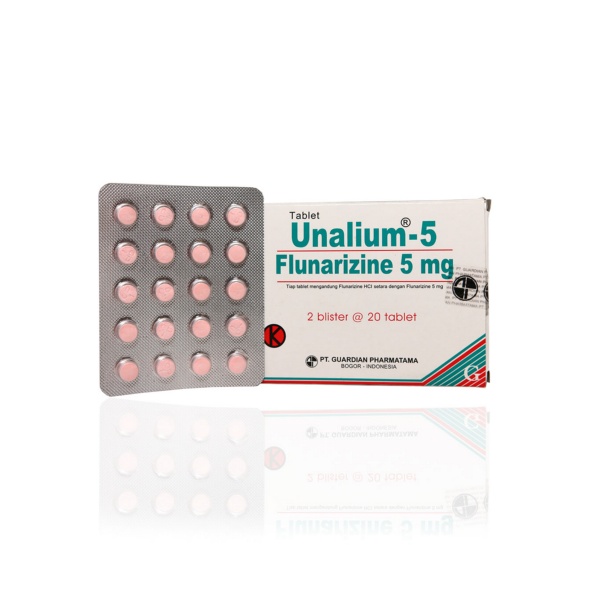 Tablet
Unalium®-5
Flunarizine 5 mg
Tiap tablet mengandung Flunarizine HCl setara dengan Flunarizine 5 mg
2 blister @ 20 tablet
K
PT. GUARDIAN PHARMATAMA
BOGOR - INDONESIA
G